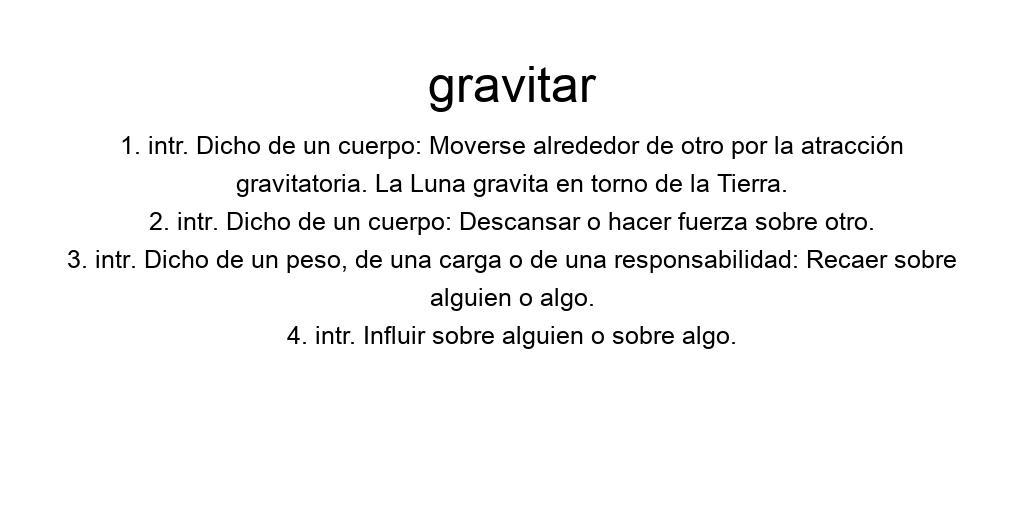 gravitar
1. intr. Dicho de un cuerpo: Moverse alrededor de otro por la atracción
gravitatoria. La Luna gravita en torno de la Tierra.
2. intr. Dicho de un cuerpo: Descansar o hacer fuerza sobre otro.
3. intr. Dicho de un peso, de una carga o de una responsabilidad: Recaer sobre
alguien o algo.
4. intr. Influir sobre alguien o sobre algo.